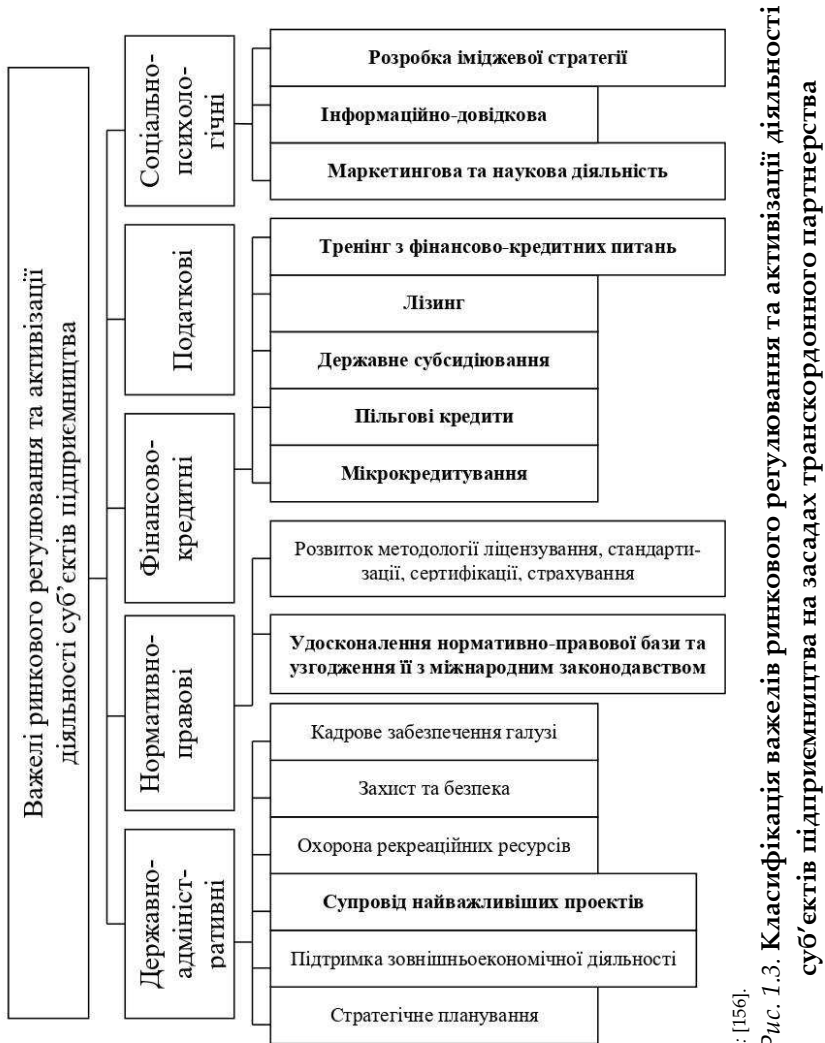 Важелі ринкового регулювання та активізації
діяльності суб’єктів підприємництва
Державно-
адмініст-
ративні
Нормативно-
правові
Фінансово-
кредитні
Податкові
Соціально-
психоло-
гічні
Розробка іміджевої стратегії
Інформаційно-довідкова
Маркетингова та наукова діяльність
Тренінг з фінансово-кредитних питань
Лізинг
Державне субсидіювання
Пільгові кредити
Мікрокредитування
Розвиток методології ліцензування, стандарти-
зації, сертифікації, страхування
Удосконалення нормативно-правової бази та
узгодження її з міжнародним законодавством
Кадрове забезпечення галузі
Захист та безпека
Охорона рекреаційних ресурсів
Супровід найважливіших проектів
Підтримка зовнішньоекономічної діяльності
Стратегічне планування
: [156].
Рис. 1.3. Класифікація важелів ринкового регулювання та активізації діяльності
суб’єктів підприємництва на засадах транскордонного партнерства